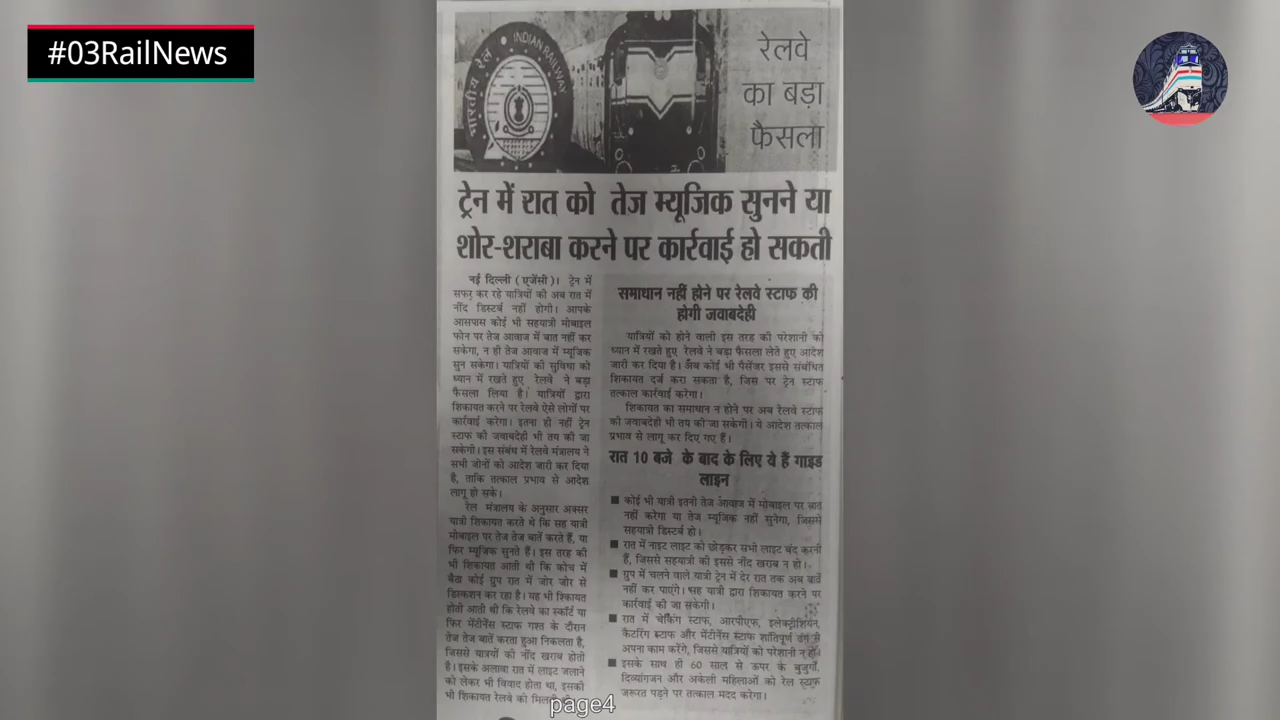 #03RailNews
भारतीय रेल
INDIAN RAILWAY
रेलवे
का बड़ा
फैसला
ट्रेन में रात को तेज म्यूजिक सुनने या
शोर-शराबा करने पर कार्रवाई हो सकती
नई दिल्ली (एजेंसी)। ट्रेन में
सफर कर रहे यात्रियों की अब रात में
नींद डिस्टर्ब नहीं होगी। आपके
आसपास कोई भी सहयात्री मोबाइल
फोन पर तेज आवाज में बात नहीं कर
सकेगा, न ही तेज आवाज में म्यूजिक
सुन सकेगा। यात्रियों की सुविधा को
ध्यान में रखते हुए रेलवे ने बड़ा
फैसला लिया है। यात्रियों द्वारा
शिकायत करने पर रेलवे ऐसे लोगों पर
कार्रवाई करेगा। इतना ही नहीं ट्रेन
स्टाफ की जवाबदेही भी तय की जा
सकेगी। इस संबंध में रेलवे मंत्रालय ने
सभी जोनों को आदेश जारी कर दिया
है, ताकि तत्काल प्रभाव से आदेश
लागू हो सके।
रेल मंत्रालय के अनुसार अक्सर
यात्री शिकायत करते थे कि सह यात्री
मोबाइल पर तेज तेज बातें करते हैं, या
फिर म्यूजिक सुनते हैं। इस तरह की
भी शिकायत आती थी कि कोच में
बैठा कोई ग्रुप रात में जोर जोर से
डिस्कशन कर रहा है। यह भी शिकायत
होती आती थी कि रेलवे का स्कॉर्ट या
फिर मेंटीनेंस स्टाफ गश्त के दौरान
तेज तेज बातें करता हुआ निकलता है,
जिससे यात्रयों की नींद खराब होती
है। इसके अलावा रात में लाइट जलाने
को लेकर भी विवाद होता था, इसकी
भी शिकायत रेलवे को
समाधान नहीं होने पर रेलवे स्टाफ की
होगी जवाबदेही
यात्रियों को होने वाली इस तरह की परेशानी को
ध्यान में रखते हुए रेलवे ने बड़ा फैसला लेते हुए आदेश
जारी कर दिया है। अब कोई भी पैसेंजर इससे संबंधित
शिकायत दर्ज करा सकता है, जिस पर ट्रेन स्टाफ
तत्काल कार्रवाई करेगा।
शिकायत का समाधान न होने पर अब रेलवे स्टाफ
की जवाबदेही भी तय की जा सकेगी। ये आदेश तत्काल
प्रभाव से लागू कर दिए गए हैं।
रात 10 बजे के बाद के लिए ये हैं गाइड
लाइन
■ कोई भी यात्री इतनी तेज आवाज में मोबाइल पर बात
नहीं करेगा या तेज म्यूजिक नहीं सुनेगा, जिससे
सहयात्री डिस्टर्ब हो।
■ रात में नाइट लाइट को छोड़कर सभी लाइट बंद करनी
हैं, जिससे सहयात्री की इससे नींद खराब न हो।
■ ग्रुप में चलने वाले यात्री ट्रेन में देर रात तक अब बातें
नहीं कर पाएंगे। सह यात्री द्वारा शिकायत करने पर
कार्रवाई की जा सकेगी।
■ रात में चेकिंग स्टाफ, आरपीएफ, इलेक्ट्रीशियन,
कैटरिंग स्टाफ और मेंटीनेंस स्टाफ शांतिपूर्ण ढंग से
अपना काम करेंगे, जिससे यात्रियों को परेशानी न हो।
■ इसके साथ ही 60 साल से ऊपर के बुजुर्गों,
दिव्यांगजन और अकेली महिलाओं को रेल स्टाफ
जरूरत पड़ने पर तत्काल मदद करेगा।
page4